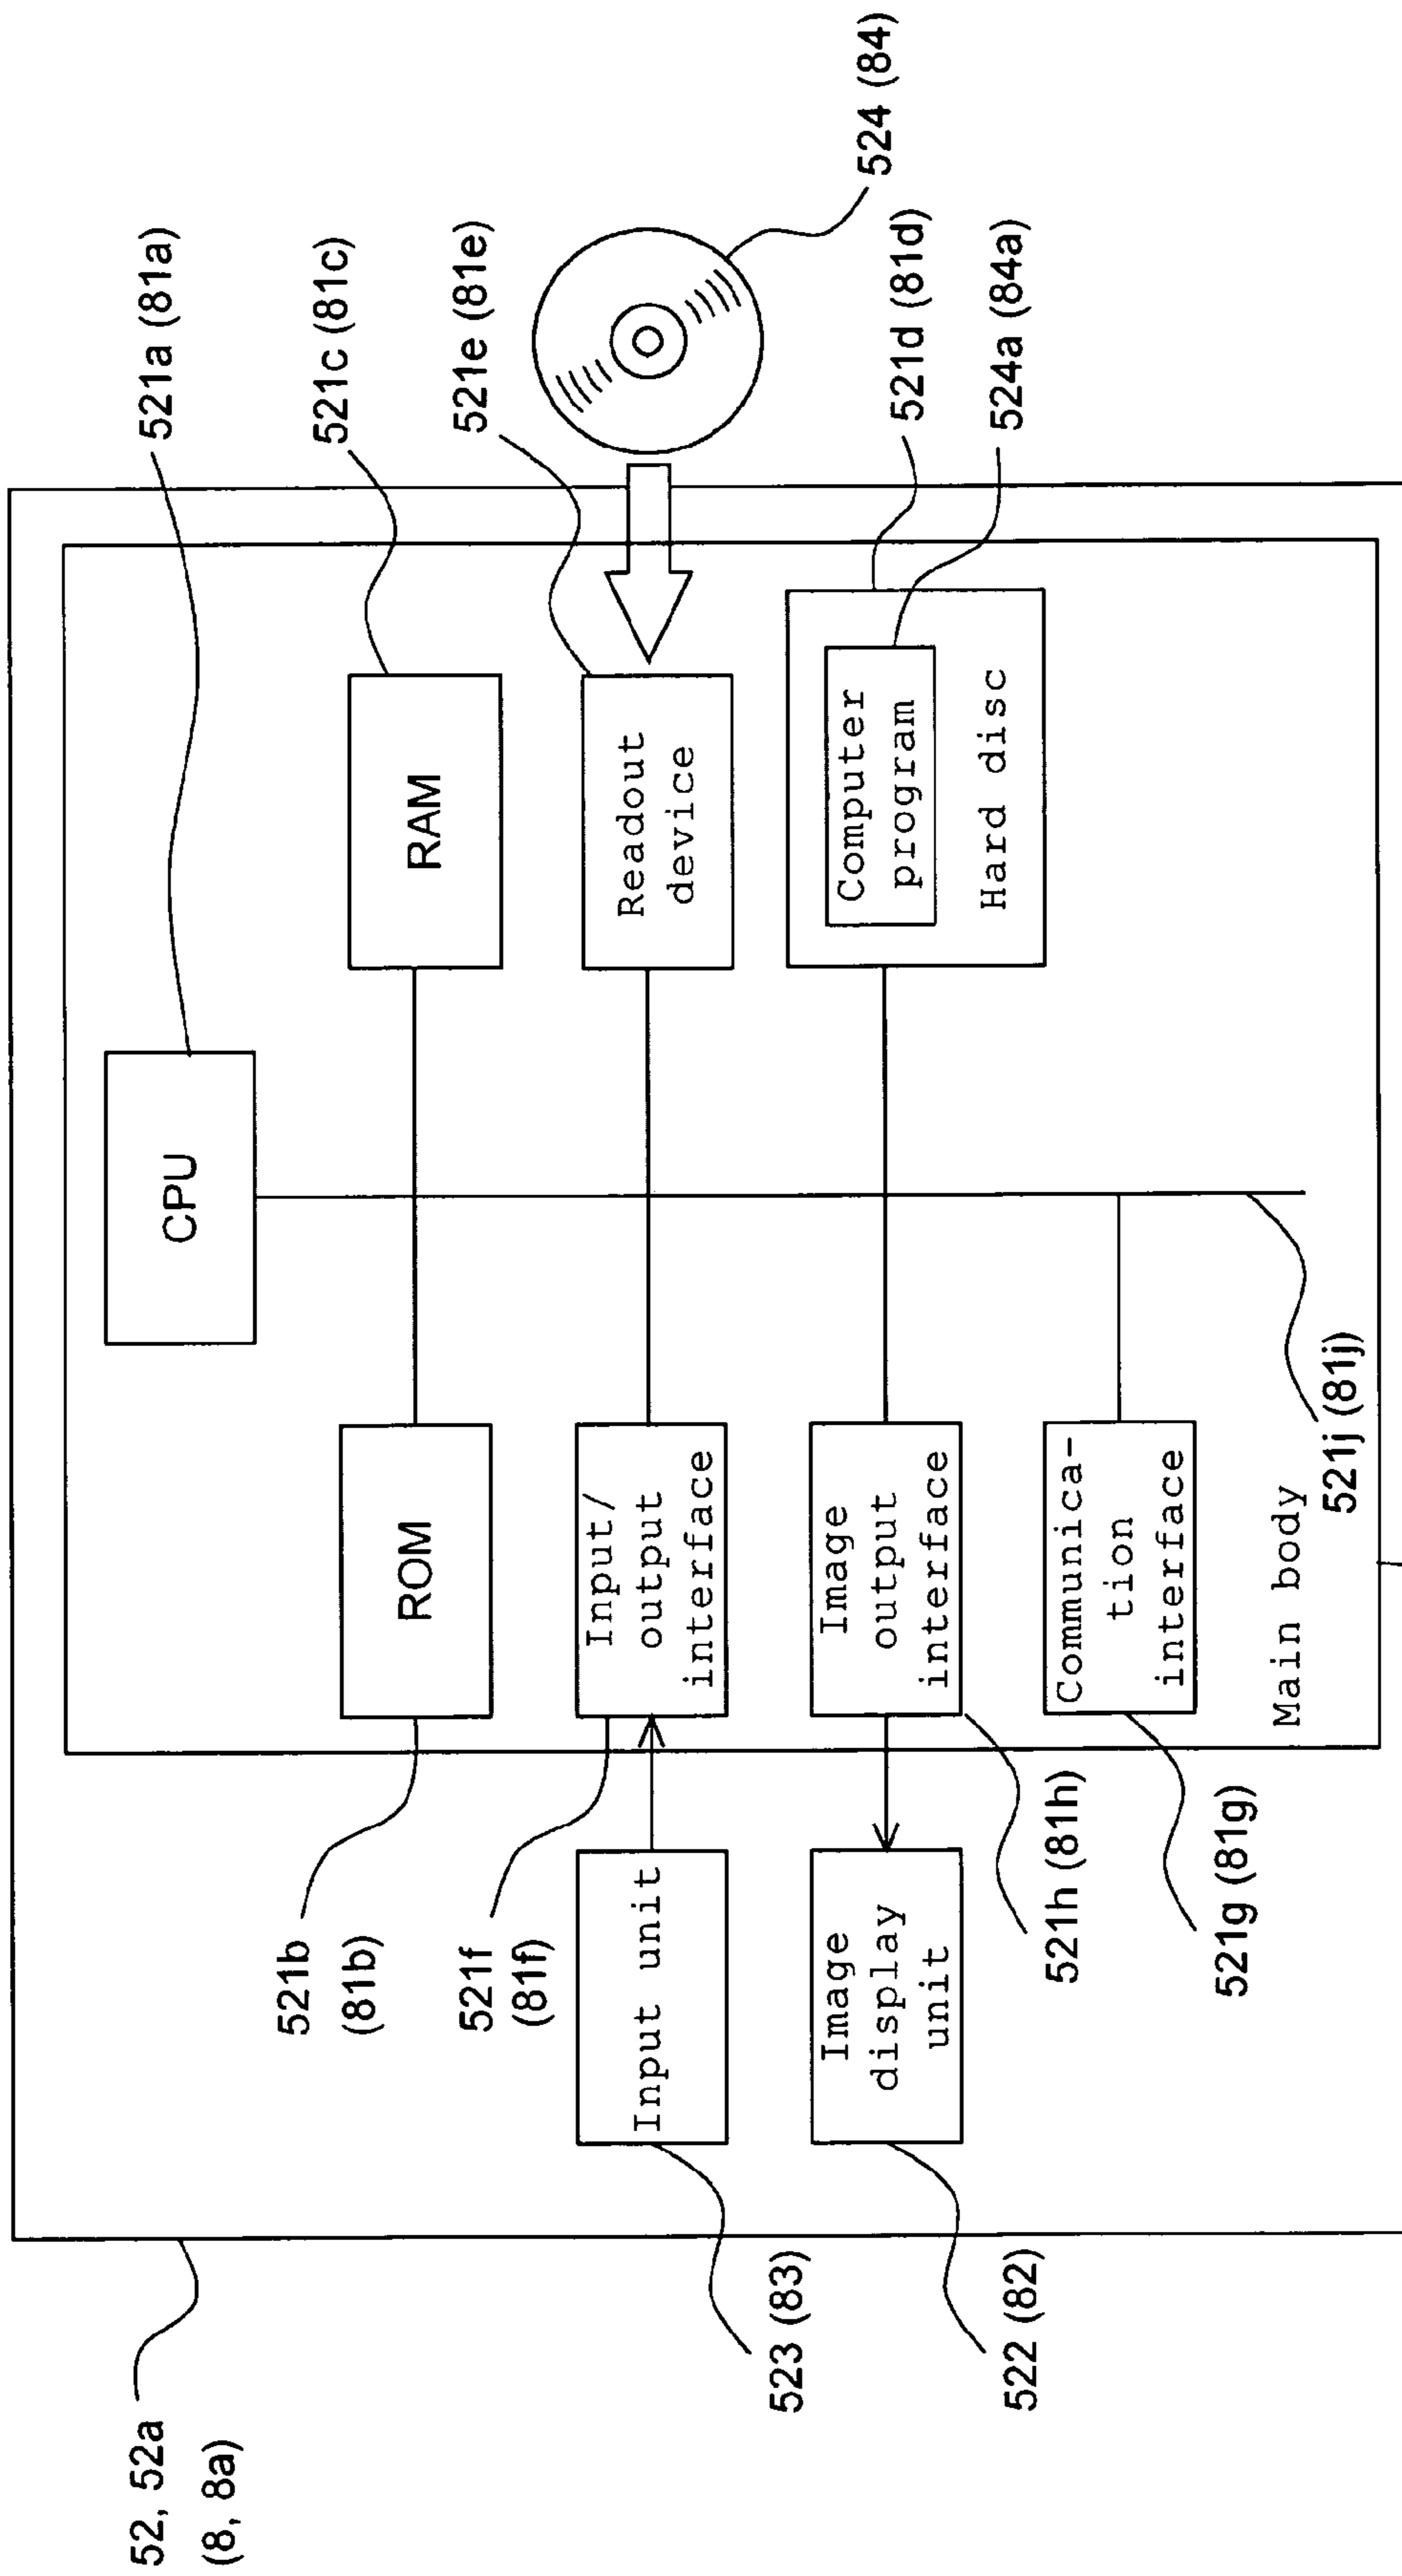 52, 52a
(8, 8a)
521a (81a)
CPU
521b
(81b)
ROM
RAM
521c (81c)
521f
(81f)
Input unit
Input/
output
interface
Readout
device
521e (81e)
524 (84)
523 (83)
Image
display
unit
Image
output
interface
Computer
program
Hard disc
521d (81d)
524a (84a)
522 (82)
521h (81h)
Communica-
tion
interface
521g (81g)
Main body
521j (81j)